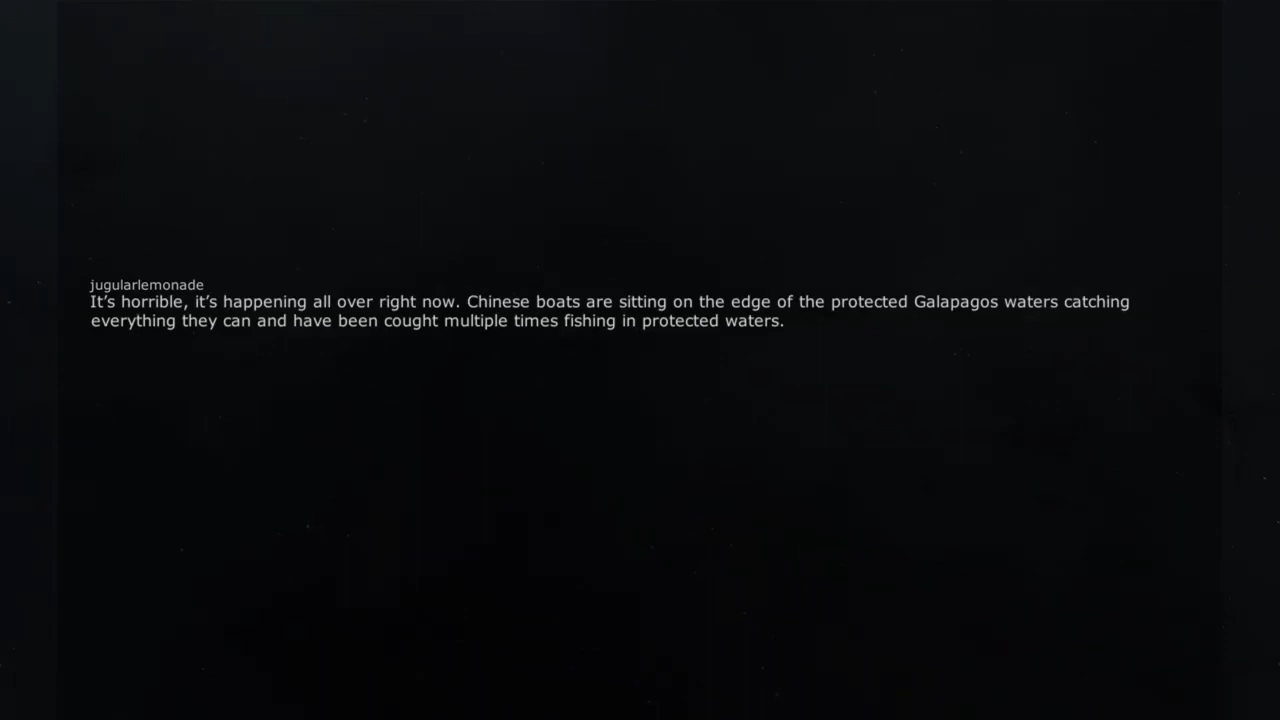 jugularlemonade
It’s horrible, it’s happening all over right now. Chinese boats are sitting on the edge of the protected Galapagos waters catching
everything they can and have been cought multiple times fishing in protected waters.